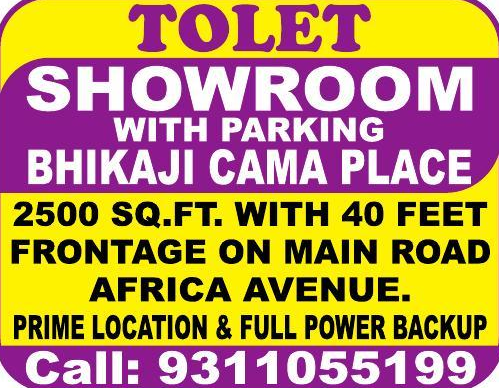 TOLET
SHOWROOM
WITH PARKING
BHIKAJI CAMA PLACE
2500 SQ.FT. WITH 40 FEET
FRONTAGE ON MAIN ROAD
AFRICA AVENUE.
PRIME LOCATION & FULL POWER BACKUP
Call: 9311055199